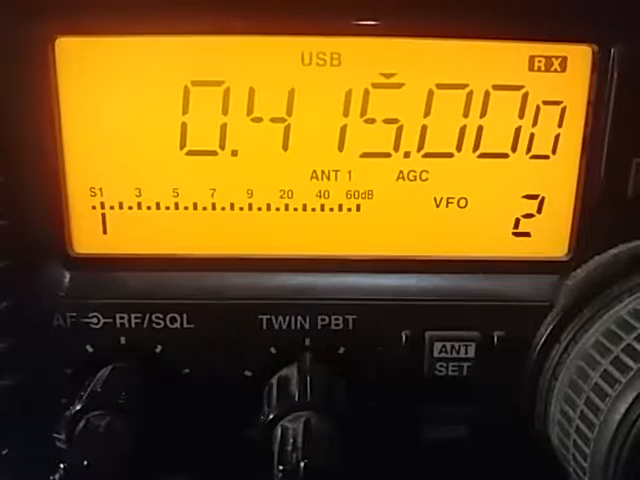 USB RX
0.415.000
ANT 1 AGC
S1 3 5 7 9 20 40 60dB
VFO 2
AF RF/SQL TWIN PBT
ANT
SET